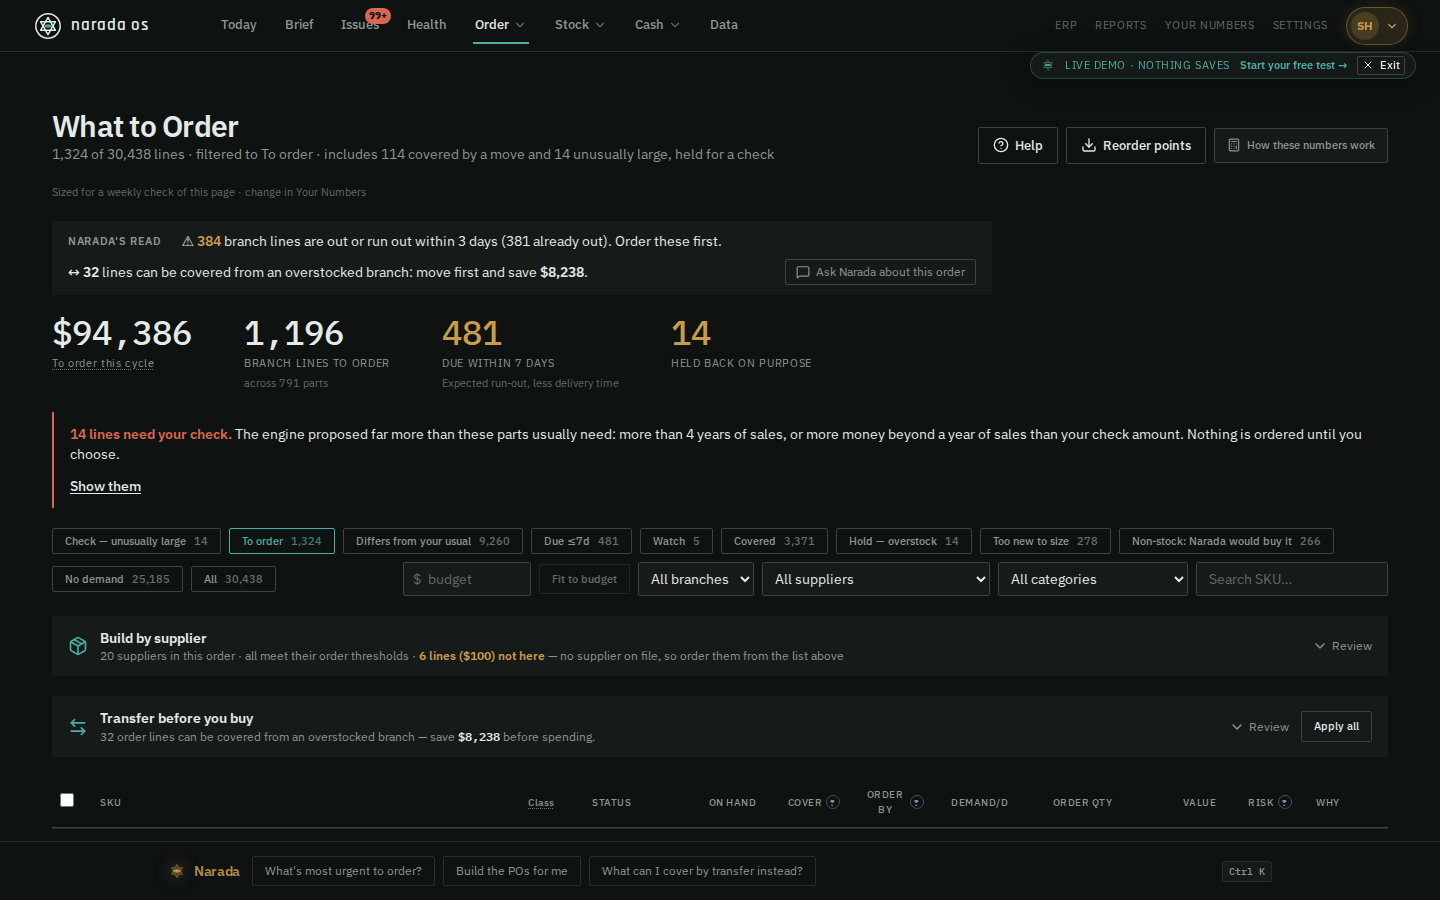 narada os
Today Brief Issues 99+ Health Order Stock Cash Data
ERP REPORTS YOUR NUMBERS SETTINGS SH
LIVE DEMO · NOTHING SAVES Start your free test → × Exit
What to Order
1,324 of 30,438 lines · filtered to To order · includes 114 covered by a move and 14 unusually large, held for a check
Help Reorder points How these numbers work
Sized for a weekly check of this page · change in Your Numbers
NARADA'S READ ⚠ 384 branch lines are out or run out within 3 days (381 already out). Order these first.
↔ 32 lines can be covered from an overstocked branch: move first and save $8,238.
Ask Narada about this order
$94,386 1,196 481 14
To order this cycle BRANCH LINES TO ORDER DUE WITHIN 7 DAYS HELD BACK ON PURPOSE
across 791 parts Expected run-out, less delivery time
14 lines need your check. The engine proposed far more than these parts usually need: more than 4 years of sales, or more money beyond a year of sales than your check amount. Nothing is ordered until you
choose.
Show them
Check — unusually large 14 To order 1,324 Differs from your usual 9,260 Due ≤7d 481 Watch 5 Covered 3,371 Hold — overstock 14 Too new to size 278 Non-stock: Narada would buy it 266
No demand 25,185 All 30,438 $ budget Fit to budget All branches All suppliers All categories Search SKU...
Build by supplier
20 suppliers in this order · all meet their order thresholds · 6 lines ($100) not here — no supplier on file, so order them from the list above
Review
Transfer before you buy
32 order lines can be covered from an overstocked branch — save $8,238 before spending.
Review Apply all
SKU Class STATUS ON HAND COVER ? ORDER BY ? DEMAND/D ORDER QTY VALUE RISK ? WHY
Narada What's most urgent to order? Build the POs for me What can I cover by transfer instead? Ctrl K